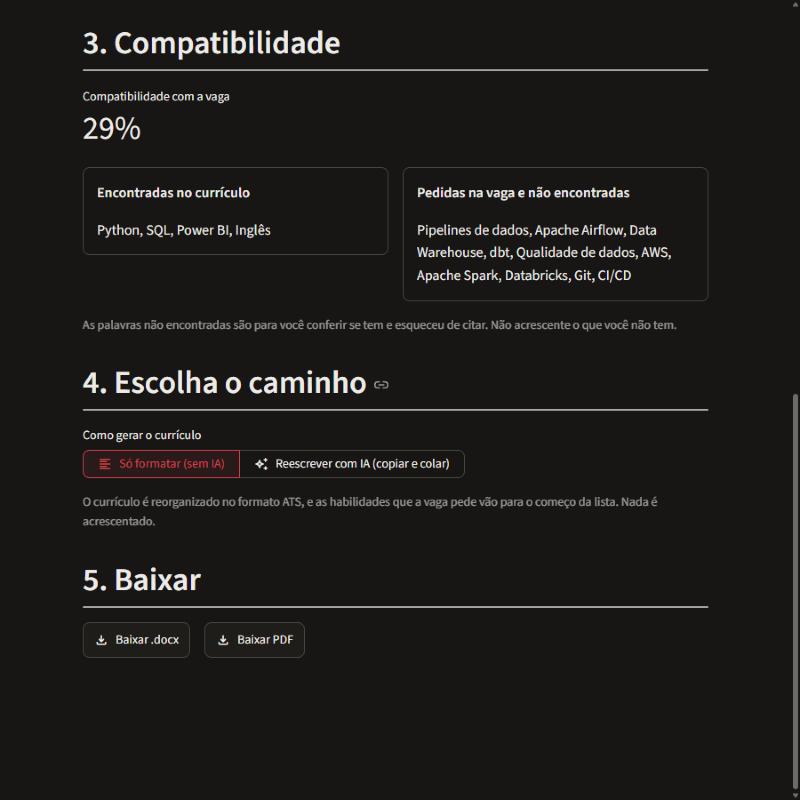 3. Compatibilidade
Compatibilidade com a vaga
29%
Encontradas no currículo
Python, SQL, Power BI, Inglês
Pedidas na vaga e não encontradas
Pipelines de dados, Apache Airflow, Data
Warehouse, dbt, Qualidade de dados, AWS,
Apache Spark, Databricks, Git, CI/CD
As palavras não encontradas são para você conferir se tem e esqueceu de citar. Não acrescente o que você não tem.
4. Escolha o caminho
Como gerar o currículo
Só formatar (sem IA)
Reescrever com IA (copiar e colar)
O currículo é reorganizado no formato ATS, e as habilidades que a vaga pede vão para o começo da lista. Nada é
acrescentado.
5. Baixar
Baixar .docx
Baixar PDF